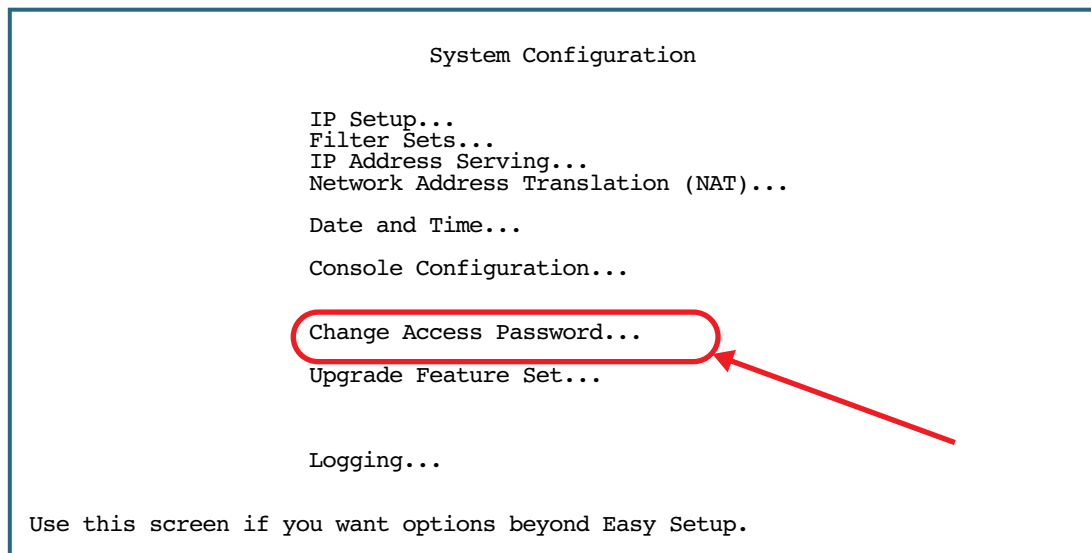 System Configuration
IP Setup...
Filter Sets...
IP Address Serving...
Network Address Translation (NAT)...
Date and Time...
Console Configuration...
Change Access Password...
Upgrade Feature Set...
Logging...
Use this screen if you want options beyond Easy Setup.